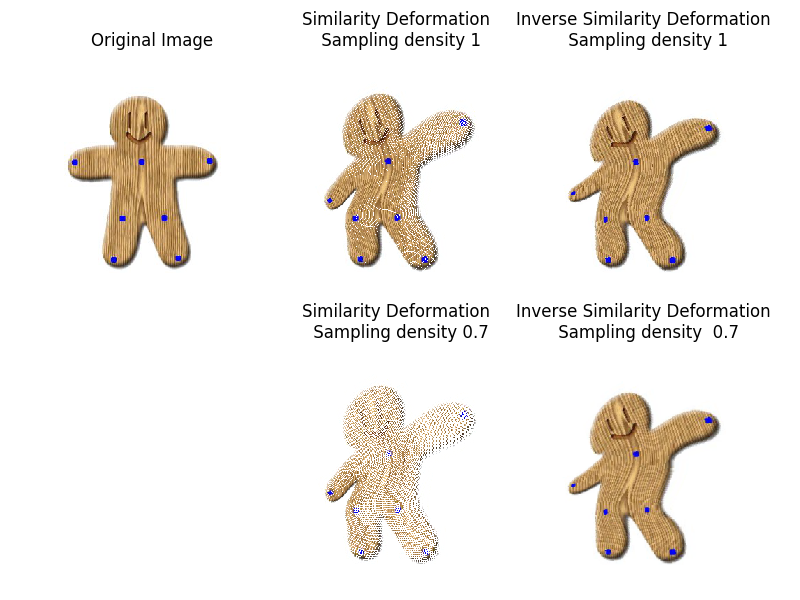 Original Image
Similarity Deformation
Sampling density 1
Inverse Similarity Deformation
Sampling density 1
Similarity Deformation
Sampling density 0.7
Inverse Similarity Deformation
Sampling density  0.7